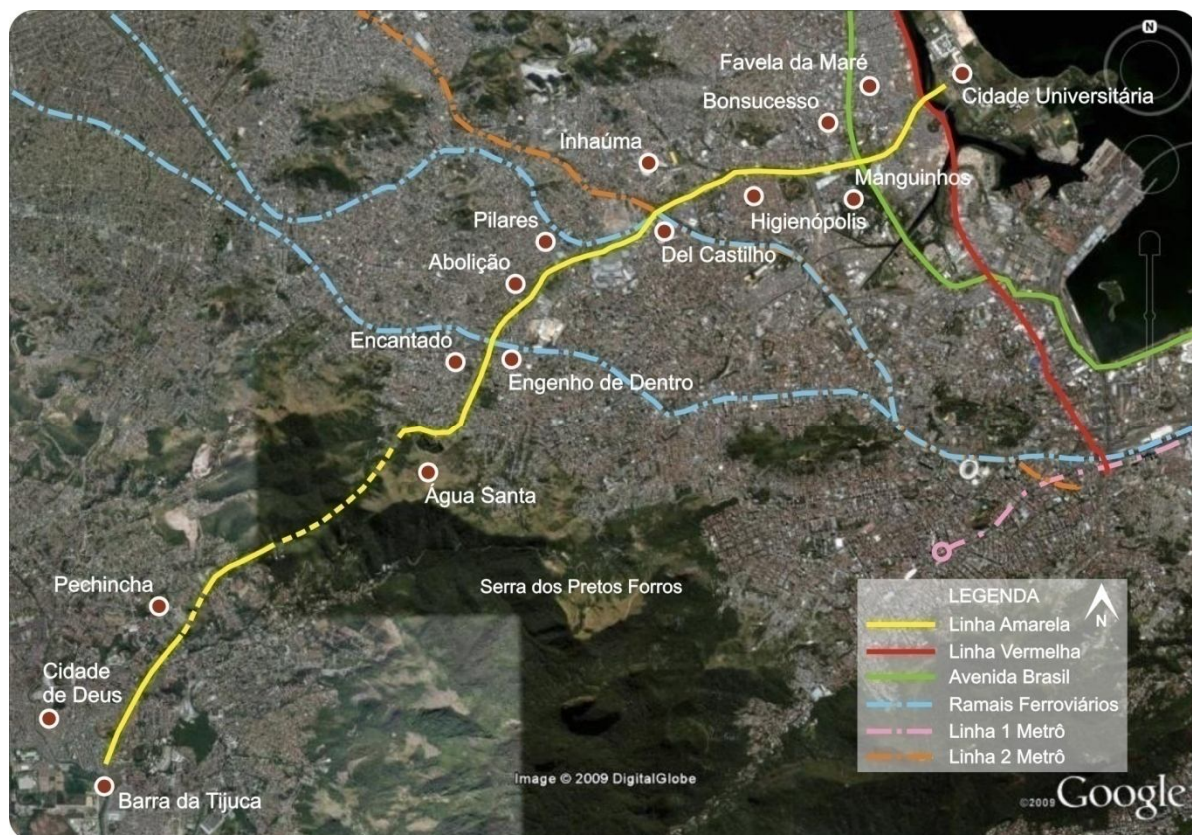 N
Favela da Maré
Cidade Universitária
Bonsucesso
Inhaúma
Manguinhos
Higienópolis
Pilares
Del Castilho
Abolição
Encantado
Engenho de Dentro
Água Santa
Pechincha
Serra dos Pretos Forros
Cidade
de Deus
Barra da Tijuca
LEGENDA
N
Linha Amarela
Linha Vermelha
Avenida Brasil
Ramais Ferroviários
Linha 1 Metrô
Linha 2 Metrô
Image © 2009 DigitalGlobe
©2009 Google